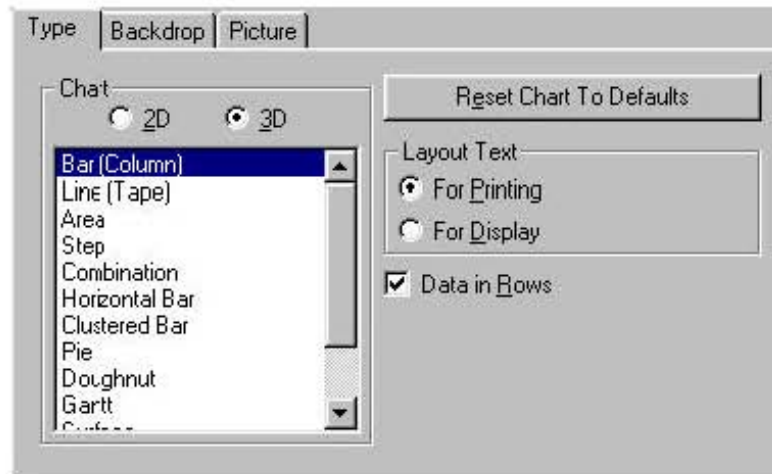 Type Backdrop Picture
Chart
2D 3D
Bar (Column)
Line (Tape)
Area
Step
Combination
Horizontal Bar
Clustered Bar
Pie
Doughnut
Gantt
Reset Chart To Defaults
Layout Text
For Printing
For Display
Data in Rows